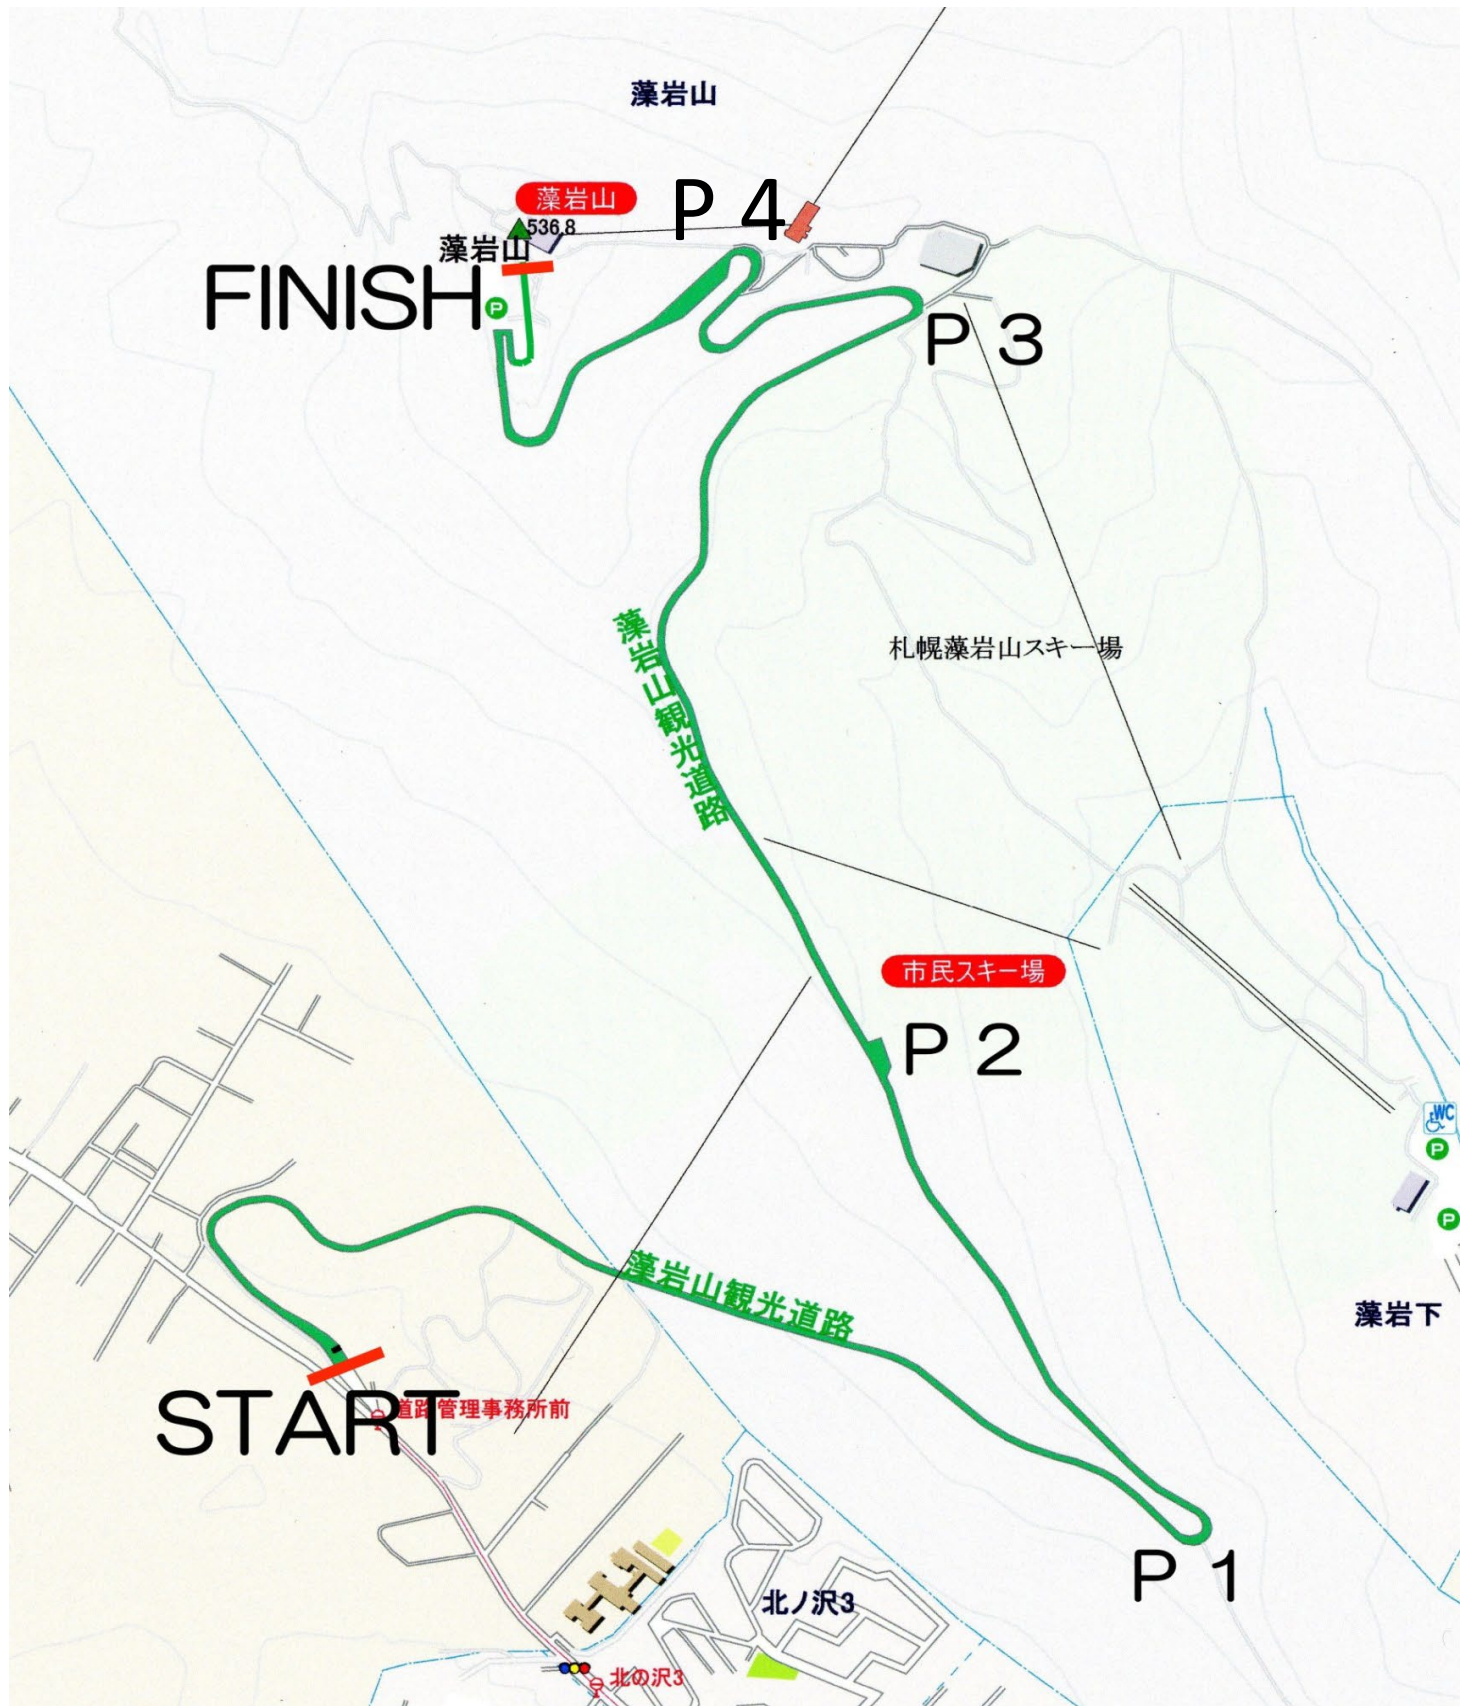 藻岩山
藻岩山
536.8
藻岩山
P 4
FINISH
P
P 3
札幌藻岩山スキー場
藻岩山観光道路
市民スキー場
P 2
WC
P
P
藻岩山観光道路
藻岩下
START
道路管理事務所前
P 1
北ノ沢3
北の沢3